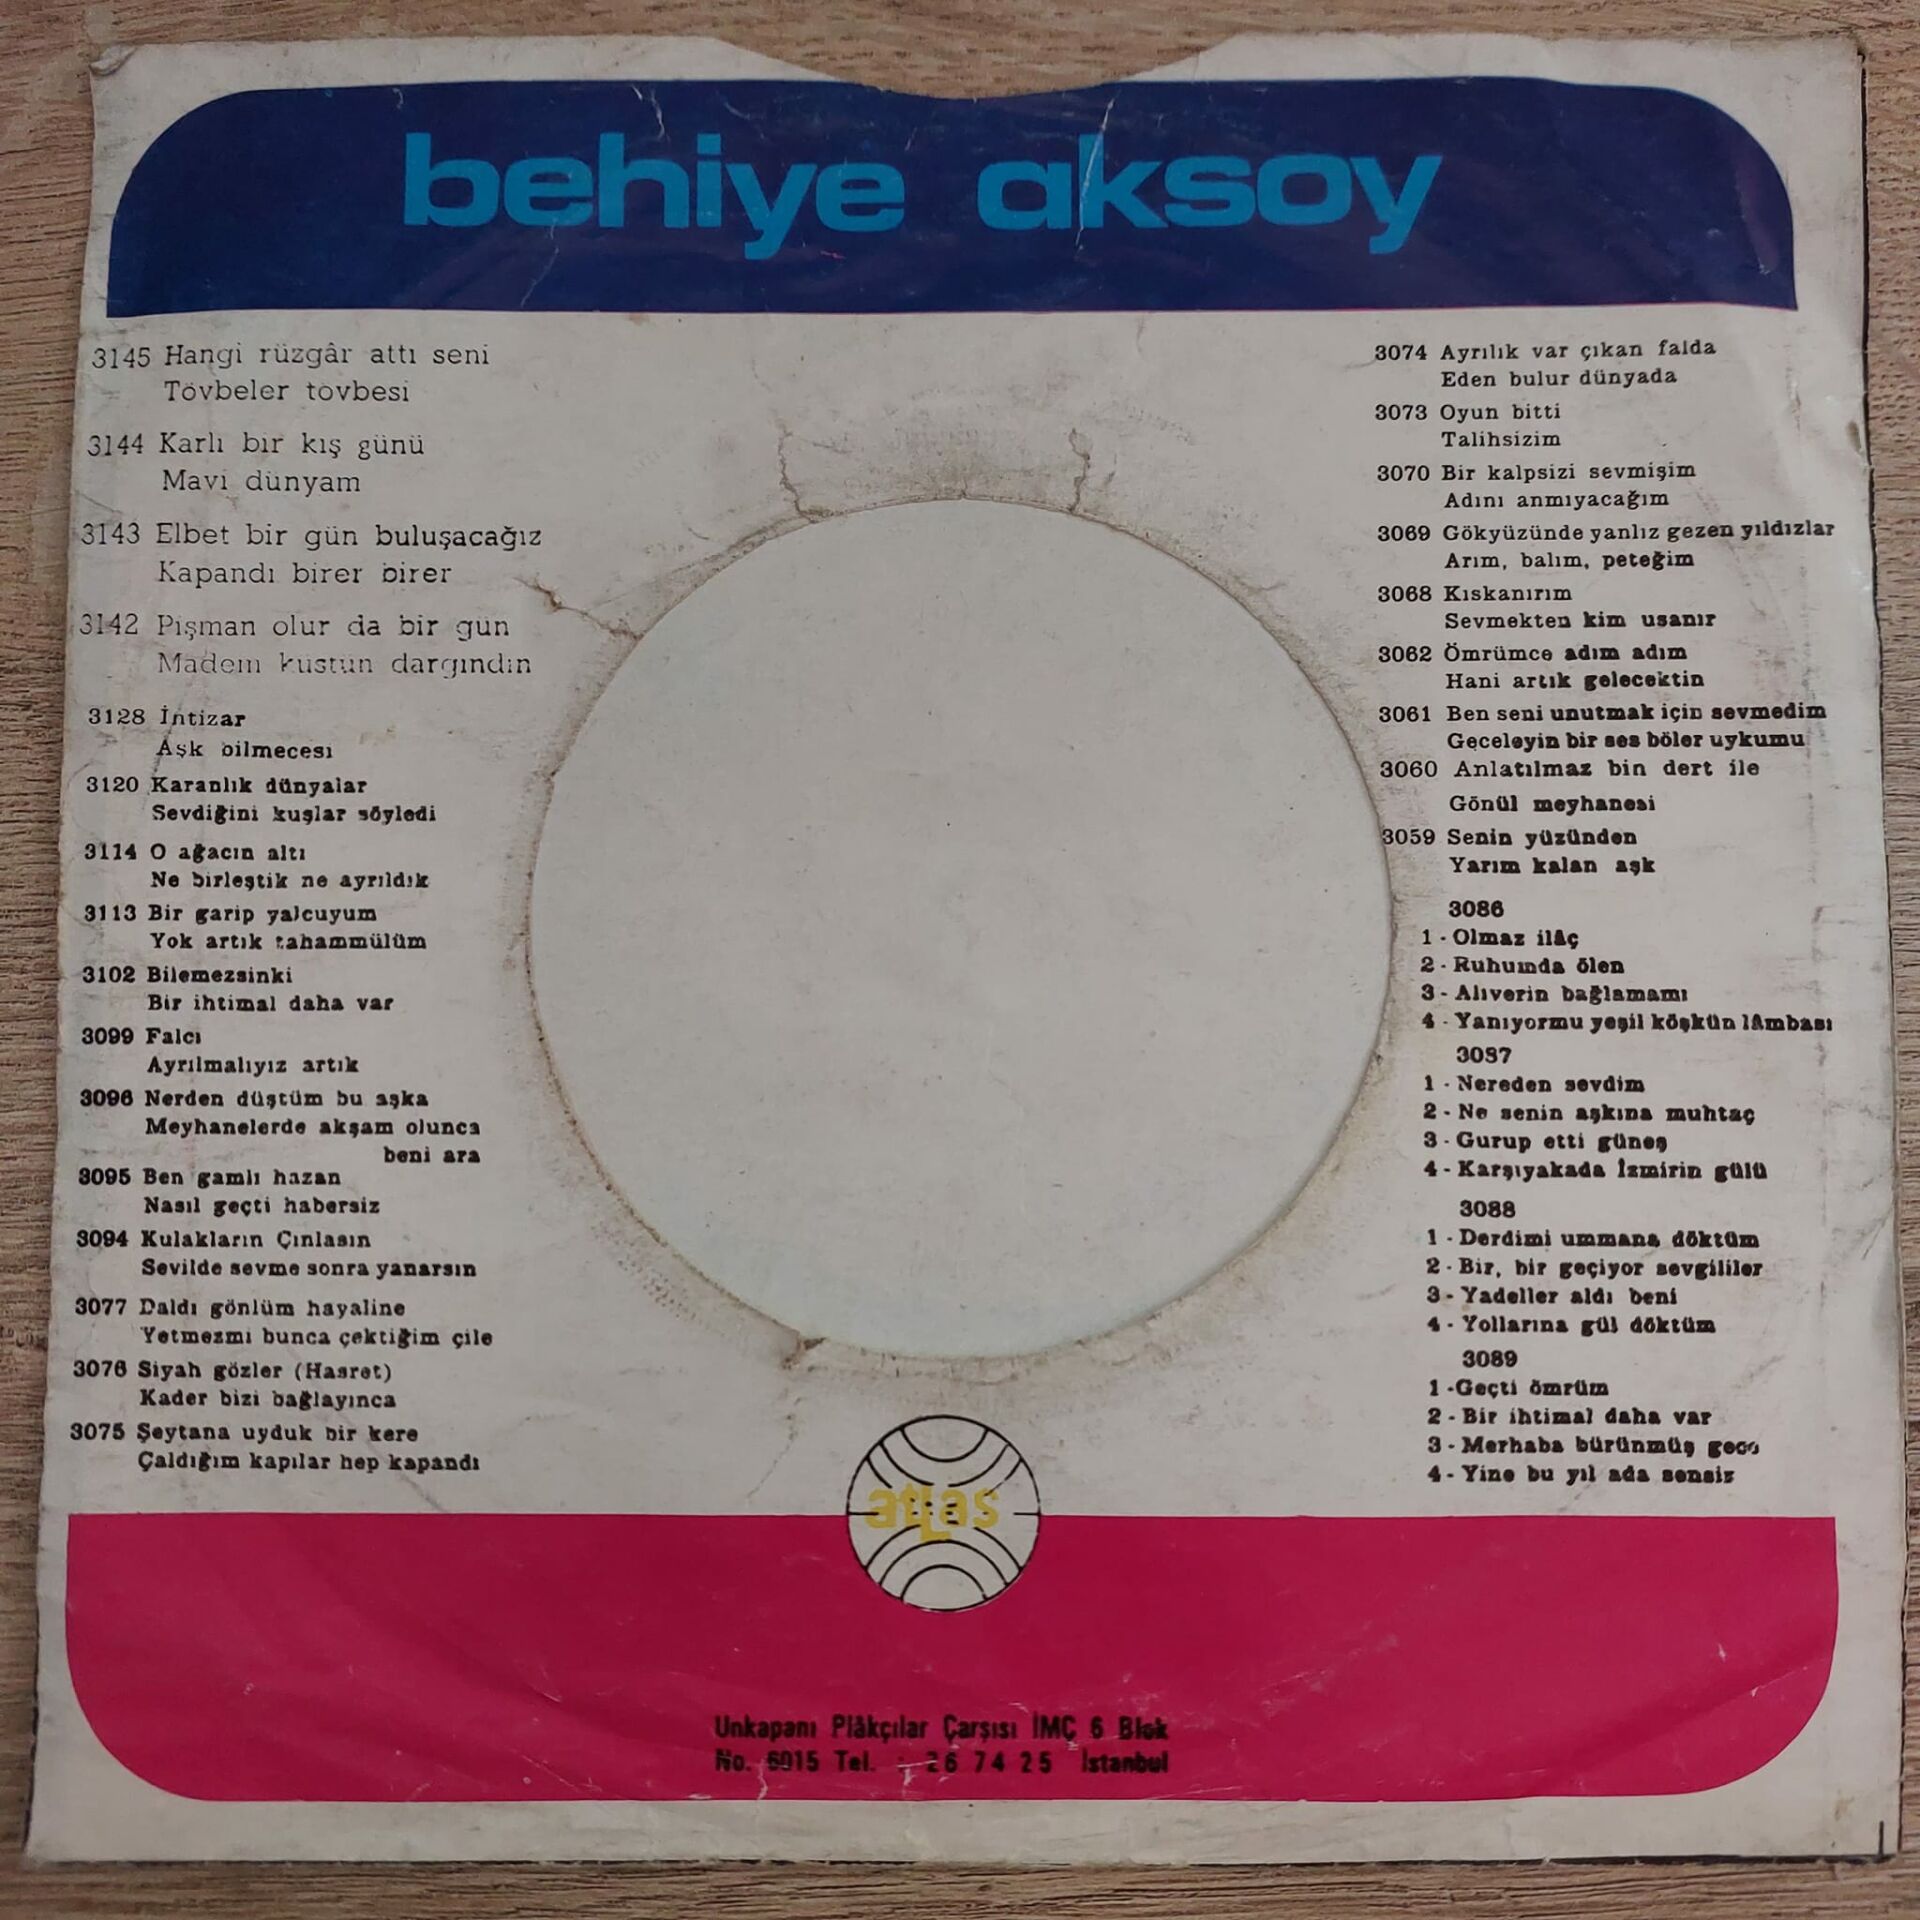 behiye aksoy
3145 Hangi rüzgâr attı seni
Tövbeler tövbesi
3144 Karlı bir kış günü
Mavi dünyam
3143 Elbet bir gün buluşacağız
Kapandı birer birer
3142 Pişman olur da bir gün
Madem küstün dargındın
3128 İntizar
Aşk bilmecesi
3120 Karanlık dünyalar
Sevdiğini kuşlar söyledi
3114 O ağacın altı
Ne birleştik ne ayrıldık
3113 Bir garip yalcuyum
Yok artık tahammülüm
3102 Bilemezsinki
Bir ihtimal daha var
3099 Falcı
Ayrılmalıyız artık
3096 Nerden düştüm bu aşka
Meyhanelerde akşam olunca
beni ara
3095 Ben gamlı hazan
Nasıl geçti habersiz
3094 Kulakların Çınlasın
Sevilde sevme sonra yanarsın
3077 Daldı gönlüm hayaline
Yetmezmi bunca çektiğim çile
3076 Siyah gözler (Hasret)
Kader bizi bağlayınca
3075 Şeytana uyduk bir kere
Çaldığım kapılar hep kapandı
3074 Ayrılık var çıkan falda
Eden bulur dünyada
3073 Oyun bitti
Talihsizim
3070 Bir kalpsizi sevmişim
Adını anmıyacağım
3069 Gökyüzünde yanlız gezen yıldızlar
Arım, balım, peteğim
3068 Kıskanırım
Sevmekten kim usanır
3062 Ömrümce adım adım
Hani artık gelecektin
3061 Ben seni unutmak için sevmedim
Geceleyin bir ses böler uykumu
3060 Anlatılmaz bin dert ile
Gönül meyhanesi
3059 Senin yüzünden
Yarım kalan aşk
3086
1 - Olmaz ilâç
2 - Ruhumda ölen
3 - Alıverin bağlamamı
4 - Yanıyormu yeşil köşkün lâmbası
3087
1 - Nereden sevdim
2 - Ne senin aşkına muhtaç
3 - Gurup etti güneş
4 - Karşıyakada İzmirin gülü
3088
1 - Derdimi ummana döktüm
2 - Bir, bir geçiyor sevgililer
3 - Yadeller aldı beni
4 - Yollarına gül döktüm
3089
1 -Geçti ömrüm
2 - Bir ihtimal daha var
3 - Merhaba bürünmüş gece
4 - Yine bu yıl ada sensiz
atlas
Unkapanı Plâkçılar Çarşısı İMÇ 6 Blok
No. 6015 Tel. : 26 74 25 İstanbul